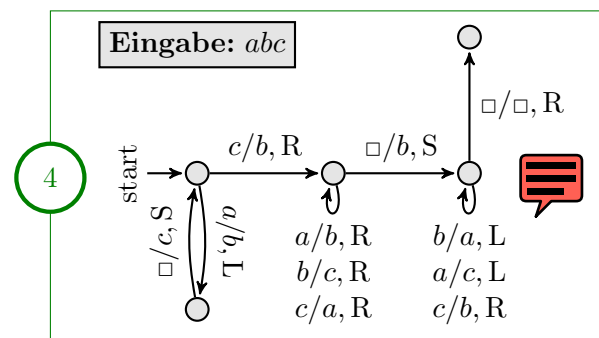 Eingabe: abc
□/□, R
c/b, R
□/b, S
4
start
□/c, S
a/b, L
a/b, R
b/c, R
c/a, R
b/a, L
a/c, L
c/b, R